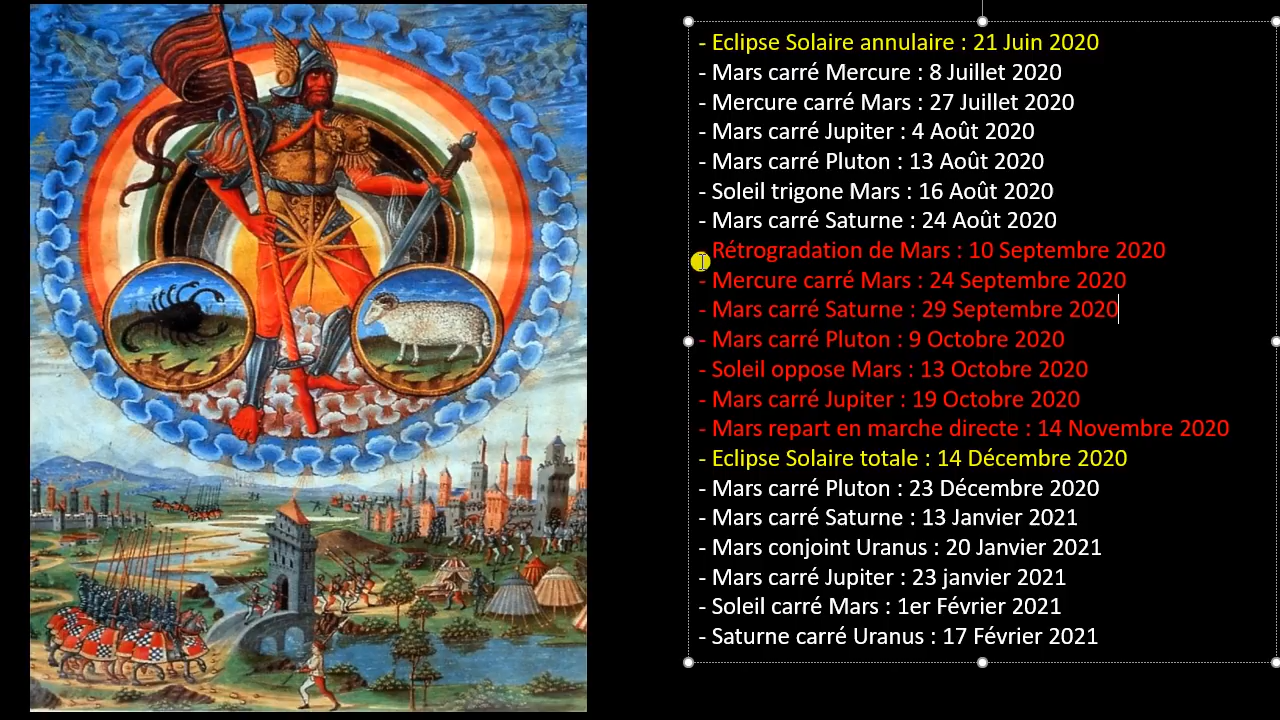 - Eclipse Solaire annulaire : 21 Juin 2020
- Mars carré Mercure : 8 Juillet 2020
- Mercure carré Mars : 27 Juillet 2020
- Mars carré Jupiter : 4 Août 2020
- Mars carré Pluton : 13 Août 2020
- Soleil trigone Mars : 16 Août 2020
- Mars carré Saturne : 24 Août 2020
- Rétrogradation de Mars : 10 Septembre 2020
- Mercure carré Mars : 24 Septembre 2020
- Mars carré Saturne : 29 Septembre 2020
- Mars carré Pluton : 9 Octobre 2020
- Soleil oppose Mars : 13 Octobre 2020
- Mars carré Jupiter : 19 Octobre 2020
- Mars repart en marche directe : 14 Novembre 2020
- Eclipse Solaire totale : 14 Décembre 2020
- Mars carré Pluton : 23 Décembre 2020
- Mars carré Saturne : 13 Janvier 2021
- Mars conjoint Uranus : 20 Janvier 2021
- Mars carré Jupiter : 23 janvier 2021
- Soleil carré Mars : 1er Février 2021
- Saturne carré Uranus : 17 Février 2021